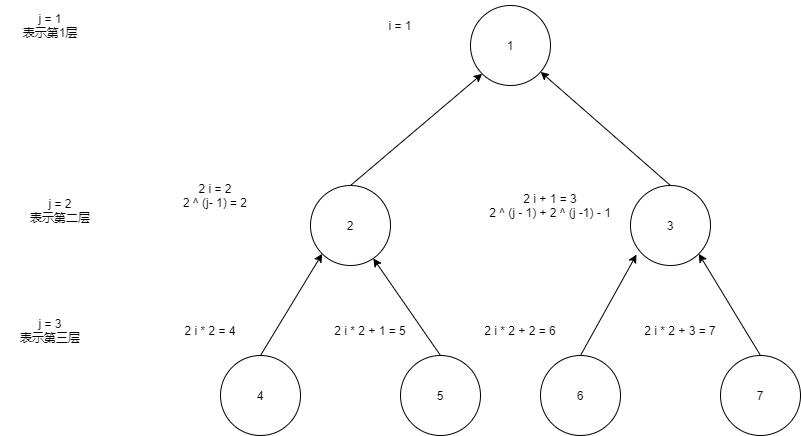 j = 1
表示第1层
i = 1
1
2 i = 2
2 ^ (j- 1) = 2
2 i + 1 = 3
2 ^ (j - 1) + 2 ^ (j -1) - 1
j = 2
表示第二层
2
3
j = 3
表示第三层
2 i * 2 = 4
2 i * 2 + 1 = 5
2 i * 2 + 2 = 6
2 i * 2 + 3 = 7
4
5
6
7